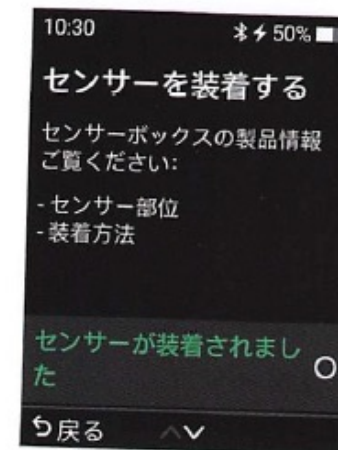 10:30 50%
センサーを装着する
センサーボックスの製品情報
ご覧ください:
- センサー部位
- 装着方法
センサーが装着されまし
た
戻る